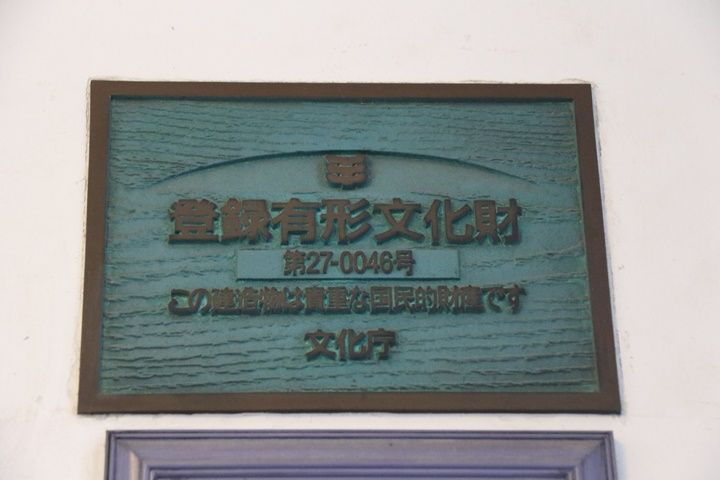 登録有形文化財
第27-0046号
この建造物は貴重な国民的財産です
文化庁